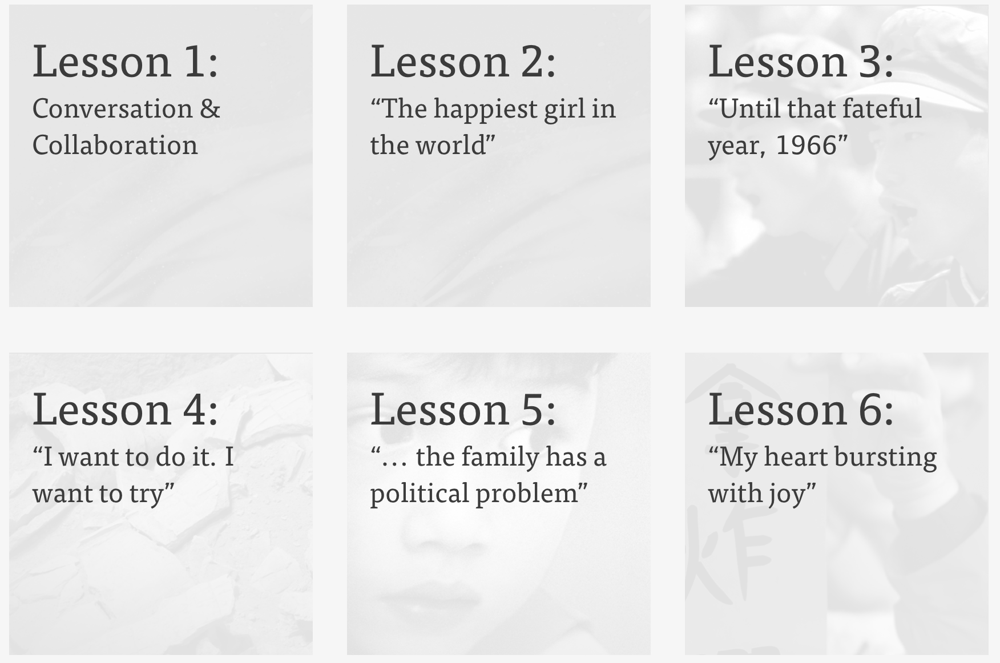 Lesson 1:
Conversation &
Collaboration
Lesson 2:
“The happiest girl in
the world”
Lesson 3:
“Until that fateful
year, 1966”
Lesson 4:
“I want to do it. I
want to try”
Lesson 5:
“… the family has a
political problem”
Lesson 6:
“My heart bursting
with joy”
炸